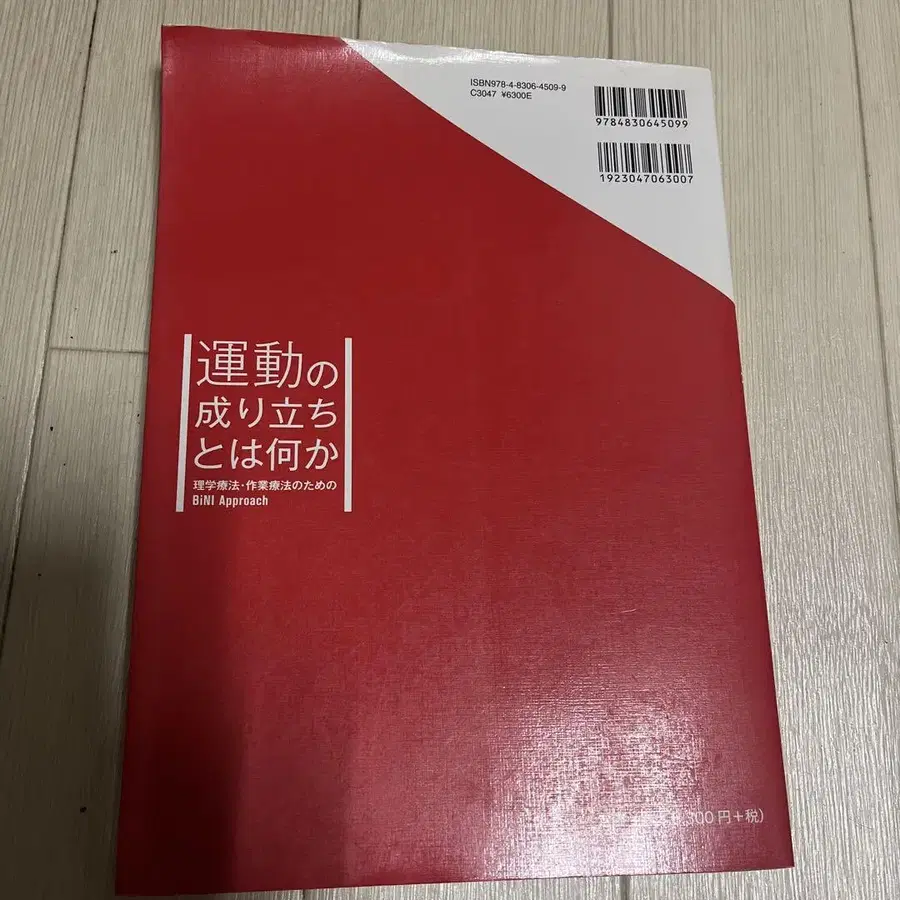 ISBN978-4-8306-4509-9
C3047 ¥6300E
9784830645099
1923047063007
運動の
成り立ち
とは何か
理学療法・作業療法のための
BiNI Approach
300円+税)